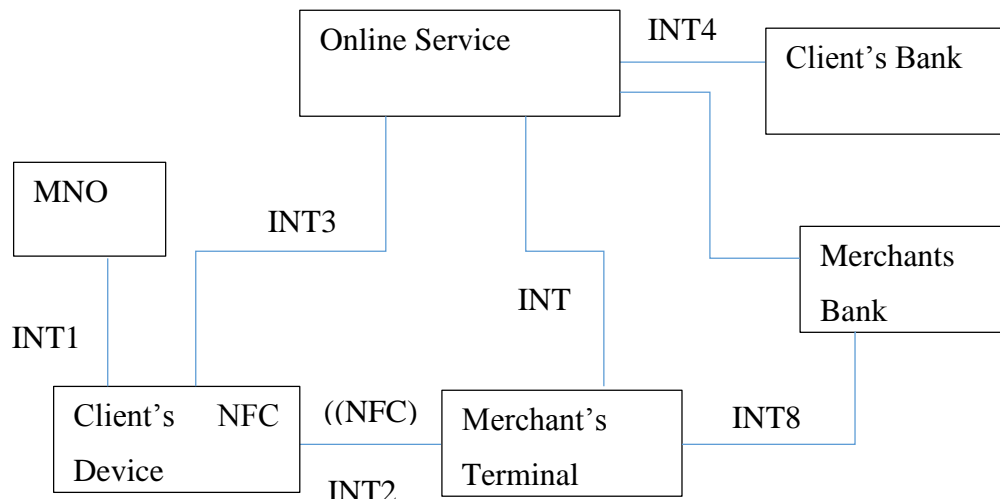 Online Service
INT4
Client's Bank
MNO
INT3
Merchants
Bank
INT
INT1
Client's NFC
Device
((NFC)
INT2
Merchant's
Terminal
INT8